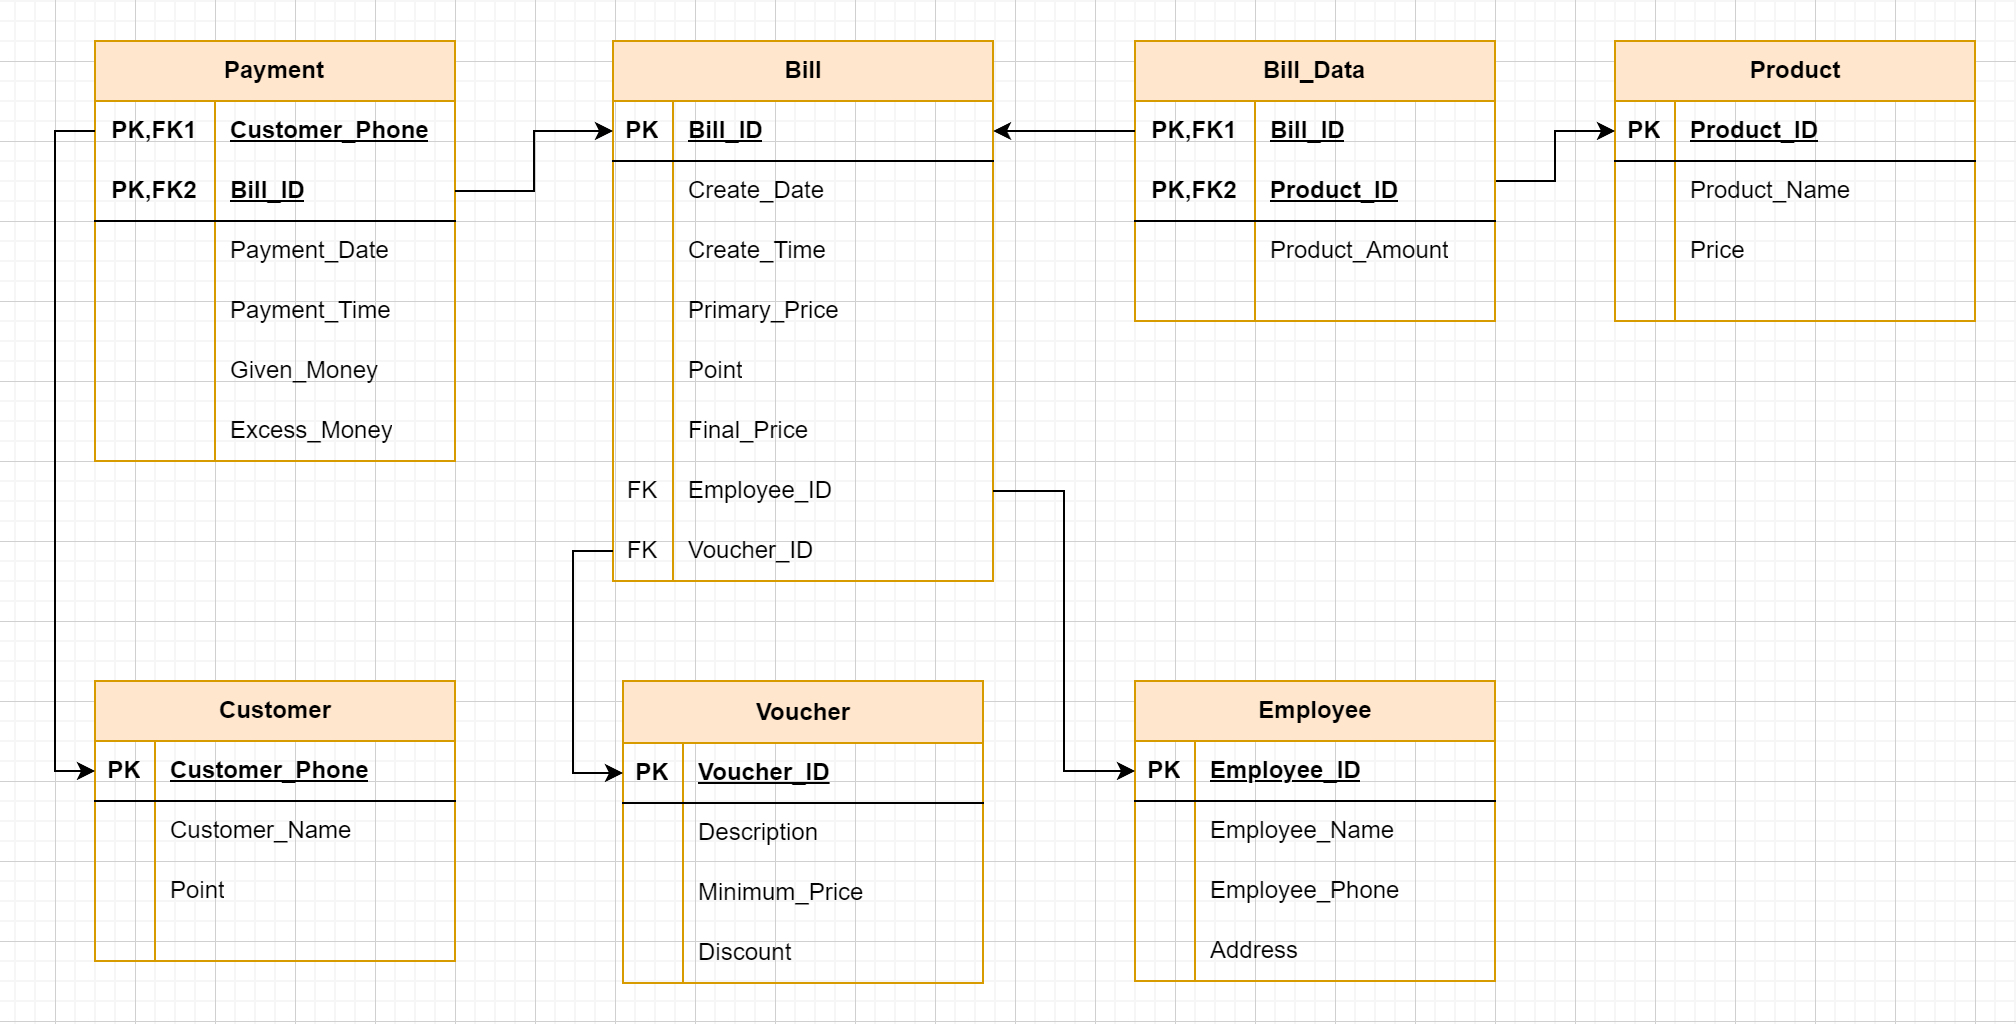 Payment
PK,FK1 Customer_Phone
PK,FK2 Bill_ID
Payment_Date
Payment_Time
Given_Money
Excess_Money
Bill
PK Bill_ID
Create_Date
Create_Time
Primary_Price
Point
Final_Price
FK Employee_ID
FK Voucher_ID
Bill_Data
PK,FK1 Bill_ID
PK,FK2 Product_ID
Product_Amount
Product
PK Product_ID
Product_Name
Price
Customer
PK Customer_Phone
Customer_Name
Point
Voucher
PK Voucher_ID
Description
Minimum_Price
Discount
Employee
PK Employee_ID
Employee_Name
Employee_Phone
Address